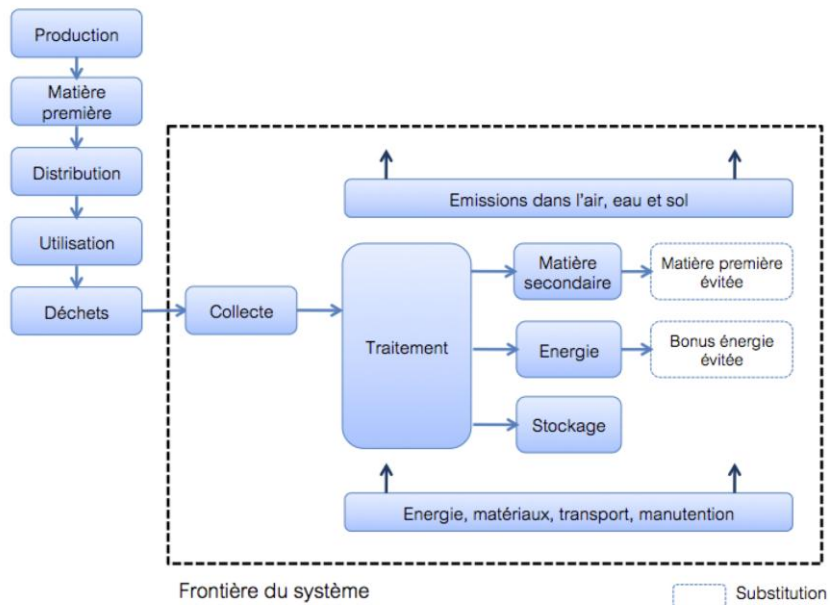 Production
Matière
première
Distribution
Utilisation
Déchets
Collecte
Emissions dans l'air, eau et sol
Traitement
Matière
secondaire
Matière première
évitée
Energie
Bonus énergie
évitée
Stockage
Energie, matériaux, transport, manutention
Frontière du système
Substitution